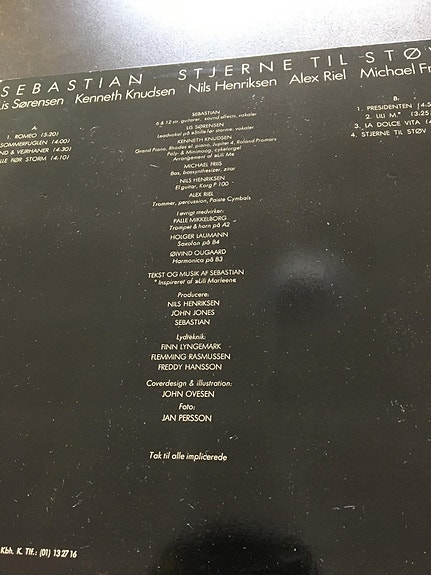 SEBASTIAN STJERNE TIL STØV
Lis Sørensen Kenneth Knudsen Nils Henriksen Alex Riel Michael Fr
A:
1. ROMEO (5.20)
SOMMERFUGLEN (4.00)
ND & VEJRHANER (4.30)
LLE FØR STORM (4.10)
SEBASTIAN
6 & 12 str. guitarer, sound effects, vokaler
LIS SØRENSEN
Leadvokal på »Stille før storm«, vokaler
KENNETH KNUDSEN
Grand Piano, Rhodes el. piano, Jupiter 4, Roland Promars
Poly- & Minimoog, cykelorgel
Arrangement af »Lili M«
MICHAEL FRIIS
Bas, bassynthesizer, zitar
NILS HENRIKSEN
El guitar, Korg P 100
ALEX RIEL
Trommer, percussion, Paiste Cymbals
I øvrigt medvirker:
PALLE MIKKELBORG
Trompet & horn på A2
HOLGER LAUMANN
Saxofon på B4
ØIVIND OUGAARD
Harmonica på B3
TEKST OG MUSIK AF SEBASTIAN
* Inspireret af »Lili Marleen«
Producere:
NILS HENRIKSEN
JOHN JONES
SEBASTIAN
Lydteknik:
FINN LYNGEMARK
FLEMMING RASMUSSEN
FREDDY HANSSON
Coverdesign & illustration:
JOHN OVESEN
Foto:
JAN PERSSON
Tak til alle implicerede
B:
1. PRESIDENTEN (4.5
2. LILI M.*
3. LA DOLCE VITA (4
4. STJERNE TIL STØV
Kbh. K. Tlf.: (01) 13 27 16